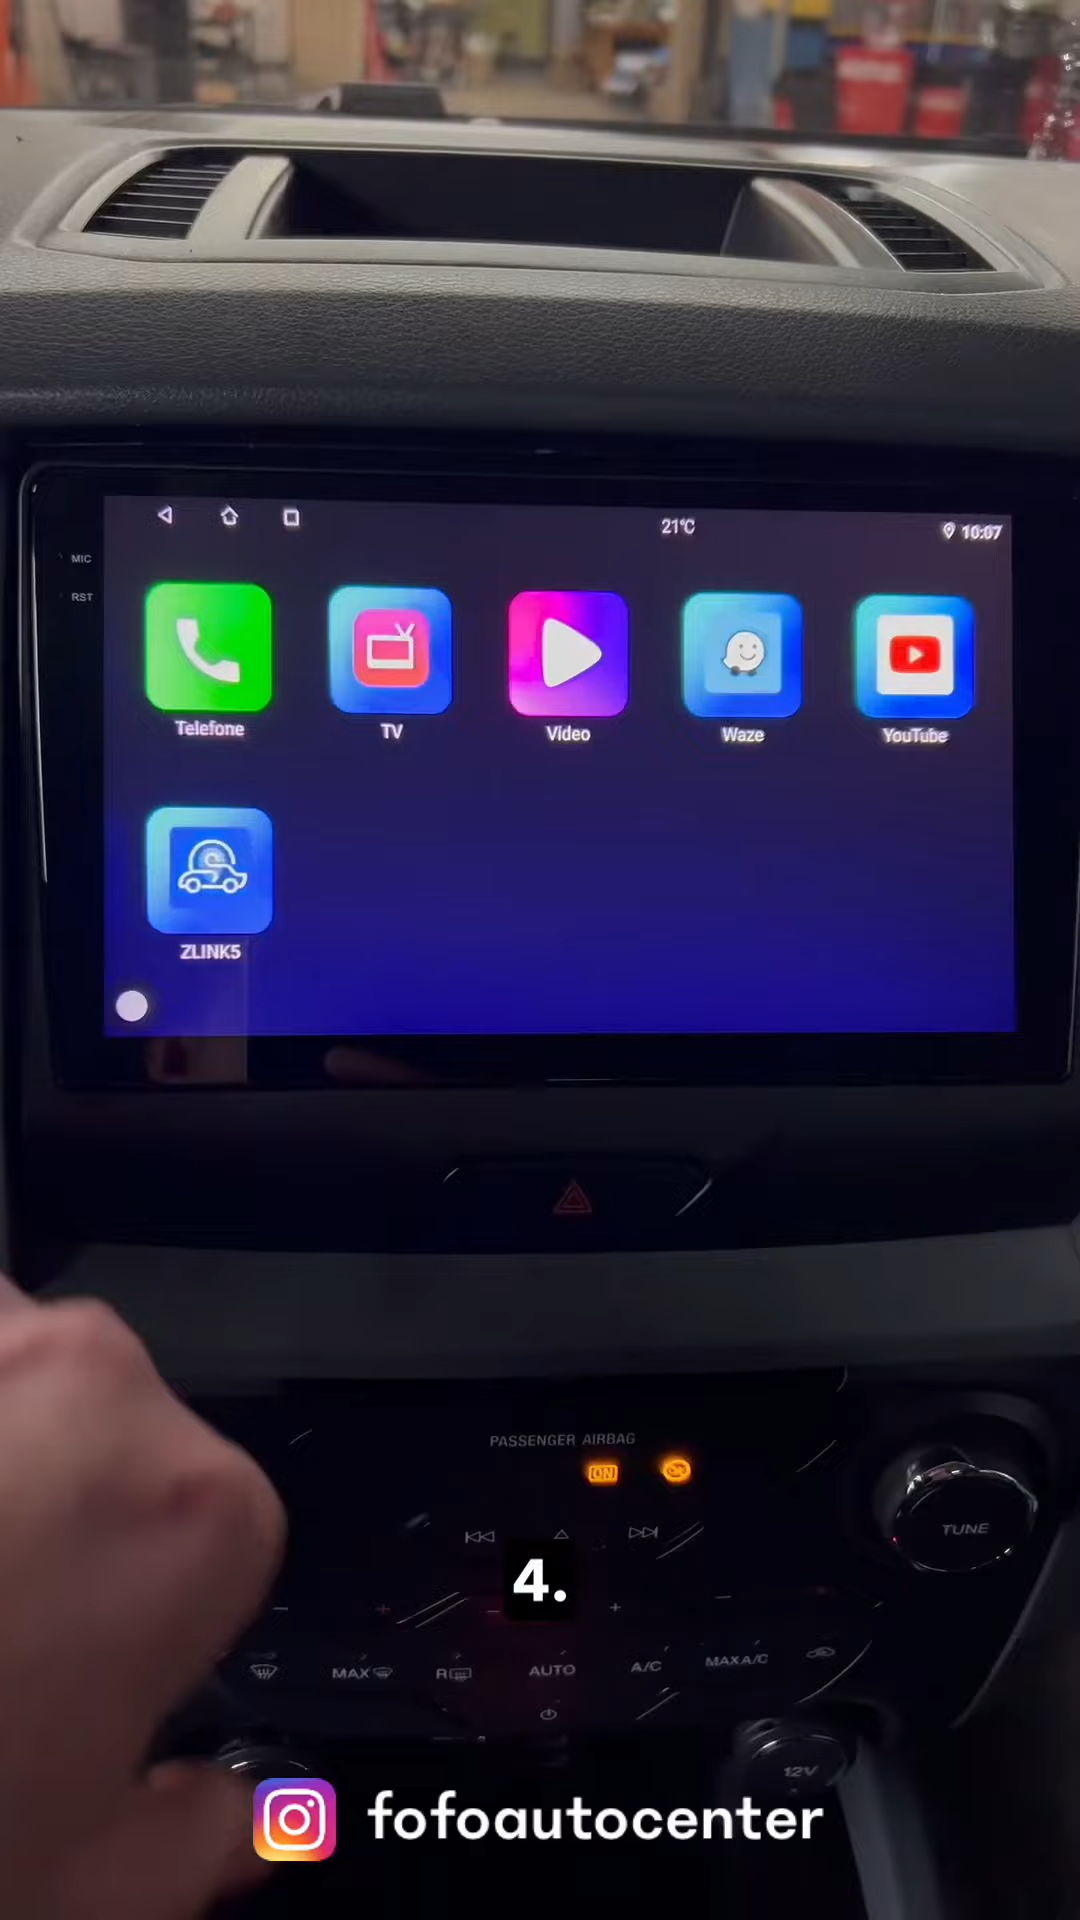 21℃
10:07
MIC
RST
Telefone
TV
Video
Waze
YouTube
ZLINK5
PASSENGER AIRBAG
ON
TUNE
4.
MAX
R
AUTO
A/C
MAX A/C
12V
fofoautocenter